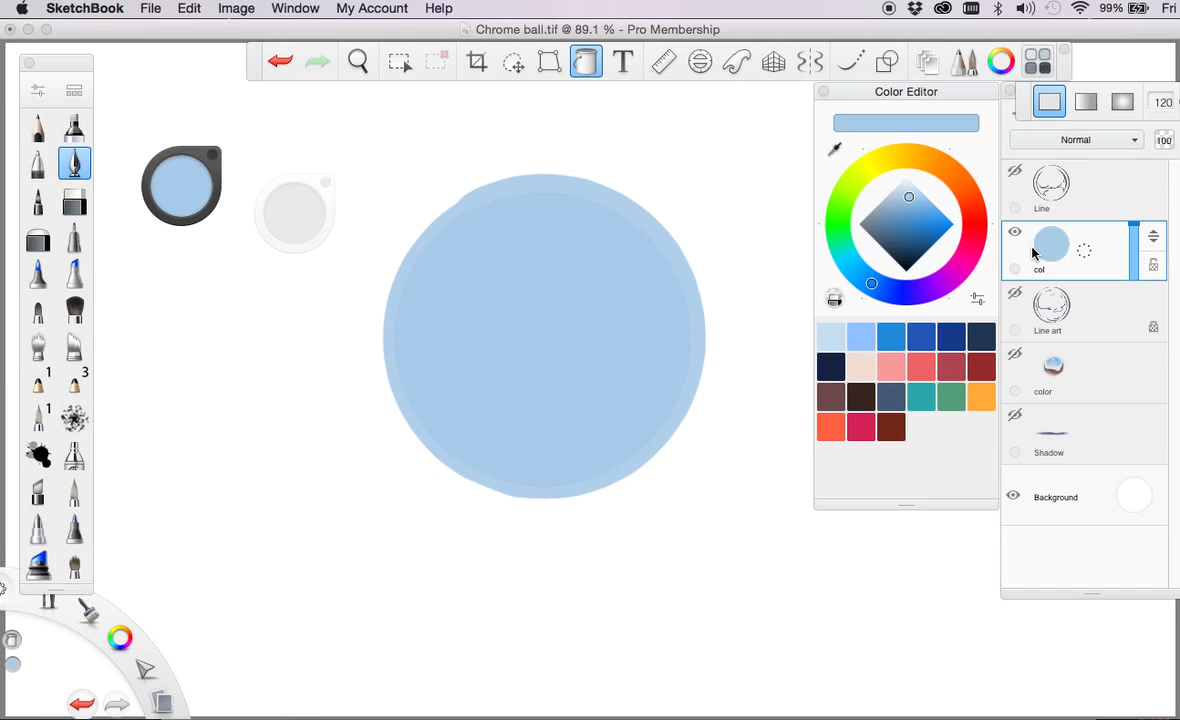 SketchBook File Edit Image Window My Account Help 99% Fri
Chrome ball.tif @ 89.1 % - Pro Membership
T
Color Editor
120
Normal
100
Line
col
Line art
color
Shadow
Background
1 3
1